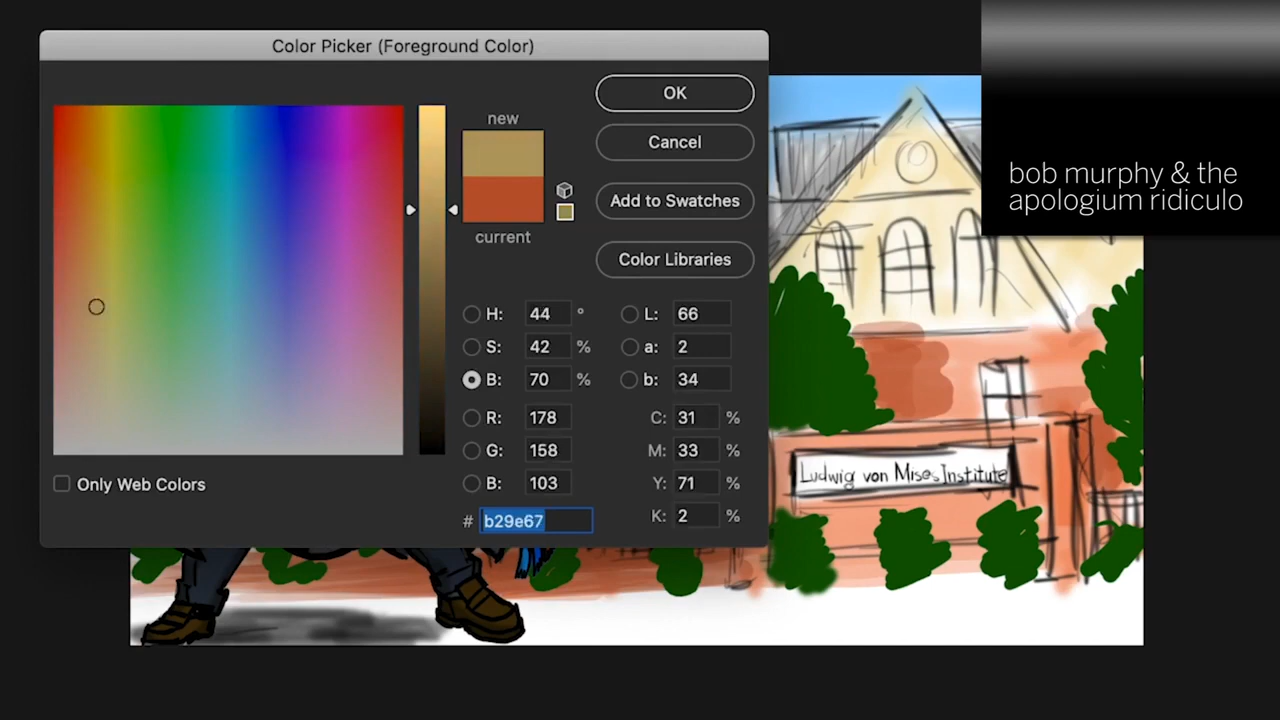 Color Picker (Foreground Color)
new
current
OK
Cancel
Add to Swatches
Color Libraries
H: 44 °
S: 42 %
B: 70 %
R: 178
G: 158
B: 103
# b29e67
L: 66
a: 2
b: 34
C: 31 %
M: 33 %
Y: 71 %
K: 2 %
Only Web Colors
bob murphy & the
apologium ridiculo
Ludwig von Mises Institute